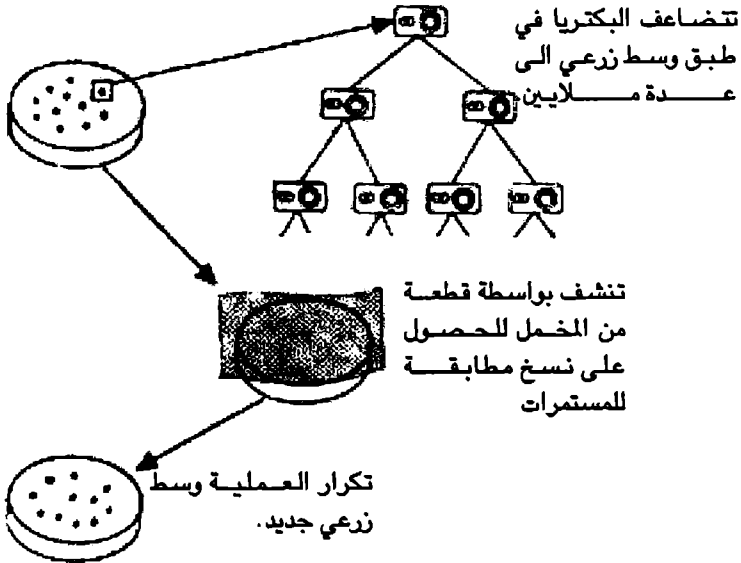 تتضاعف البكتريا في
طبق وسط زرعي الى
عدة ملايين
تنشف بواسطة قطعة
من المخمل للحصول
على نسخ مطابقة
للمستمرات
تكرار العملية وسط
زرعي جديد.